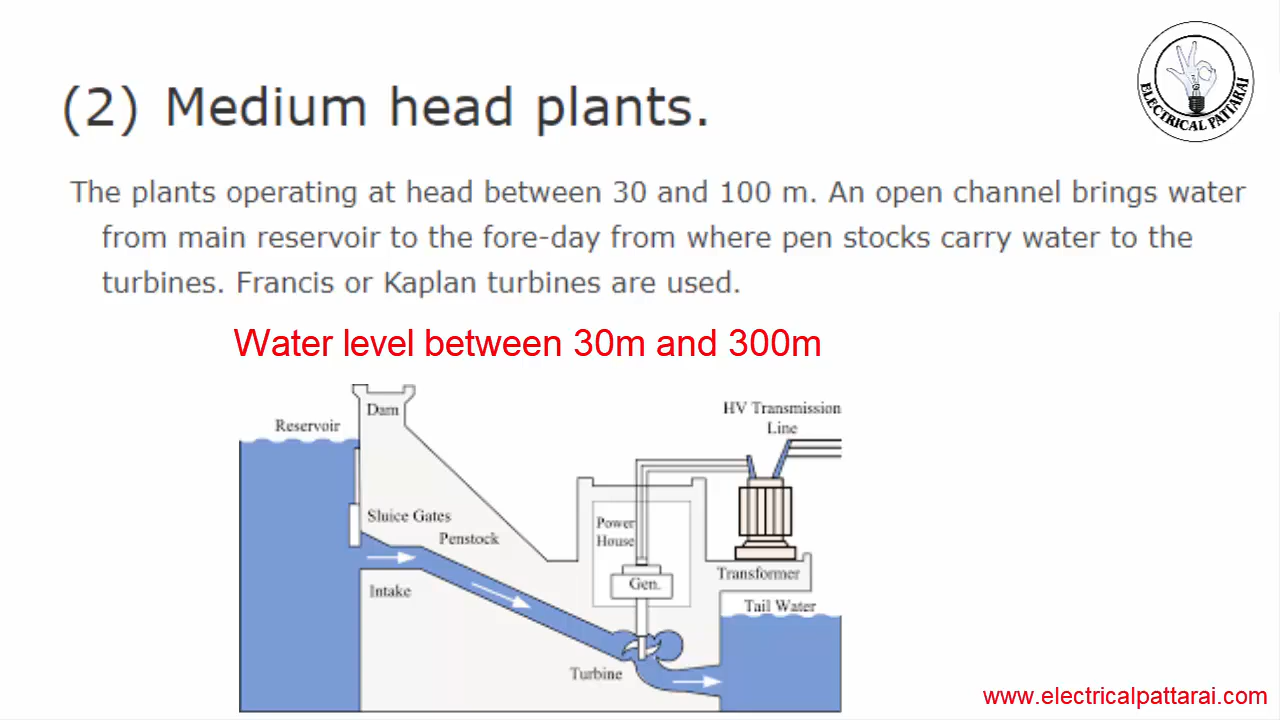 (2) Medium head plants.
ELECTRICAL PATTARAI
The plants operating at head between 30 and 100 m. An open channel brings water
from main reservoir to the fore-day from where pen stocks carry water to the
turbines. Francis or Kaplan turbines are used.
Water level between 30m and 300m
Dam
Reservoir
HV Transmission
Line
Sluice Gates
Penstock
Power
House
Gen.
Transformer
Intake
Tail Water
Turbine
www.electricalpattarai.com